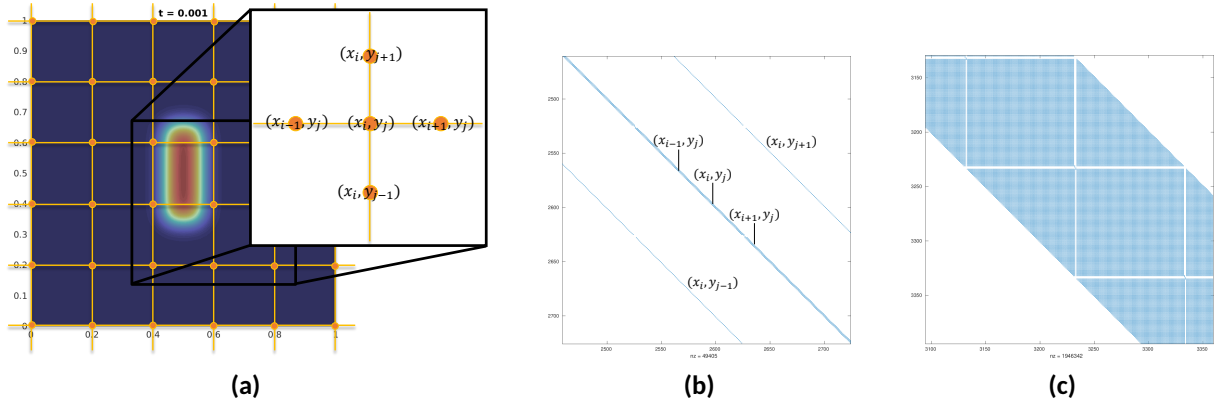 t = 0.001
1
0.9
0.8
0.7
0.6
0.5
0.4
0.3
0.2
0.1
0
0 0.2 0.4 0.6 0.8 1
(x_i, y_{j+1})
(x_{i-1}, y_j) (x_i, y_j) (x_{i+1}, y_j)
(x_i, y_{j-1})
(a)
2500
2550
2600
2650
2700
2500 2550 2600 2650 2700
nz = 49405
(x_{i-1}, y_j)
(x_i, y_{j+1})
(x_i, y_j)
(x_{i+1}, y_j)
(x_i, y_{j-1})
(b)
3150
3200
3250
3300
3350
3100 3150 3200 3250 3300 3350
nz = 1946342
(c)